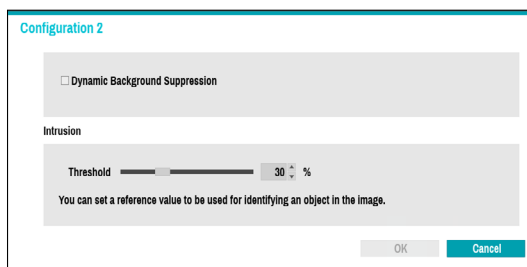 Configuration 2
Dynamic Background Suppression
Intrusion
Threshold 30 %
You can set a reference value to be used for identifying an object in the image.
OK Cancel